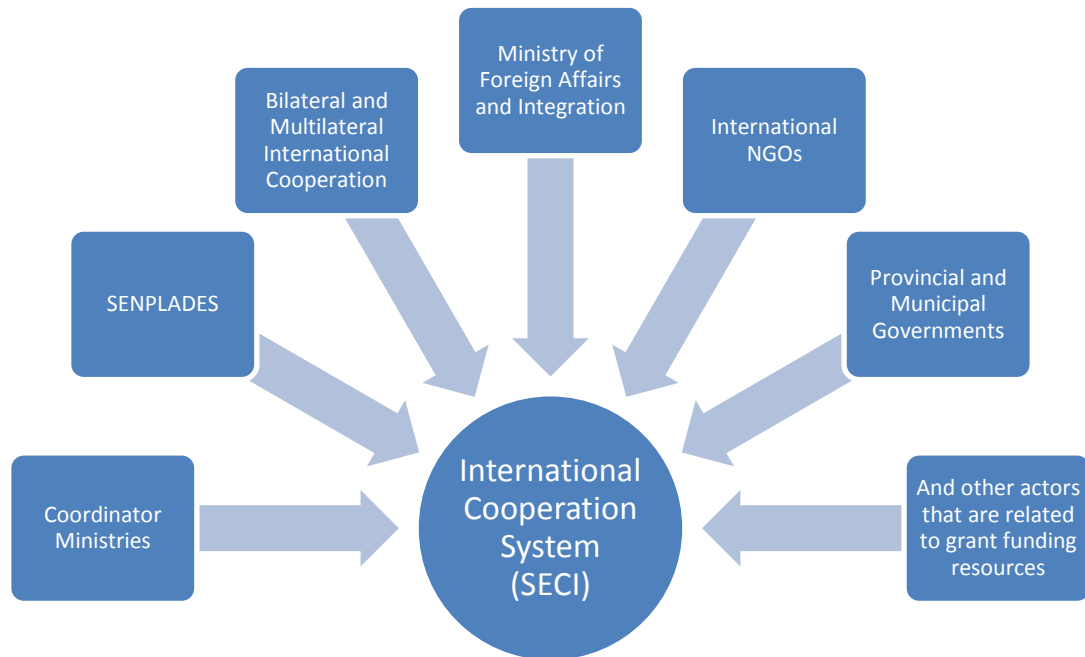 Ministry of
Foreign Affairs
and Integration
Bilateral and
Multilateral
International
Cooperation
International
NGOs
SENPLADES
Provincial and
Municipal
Governments
Coordinator
Ministries
International
Cooperation
System
(SECI)
And other actors
that are related
to grant funding
resources